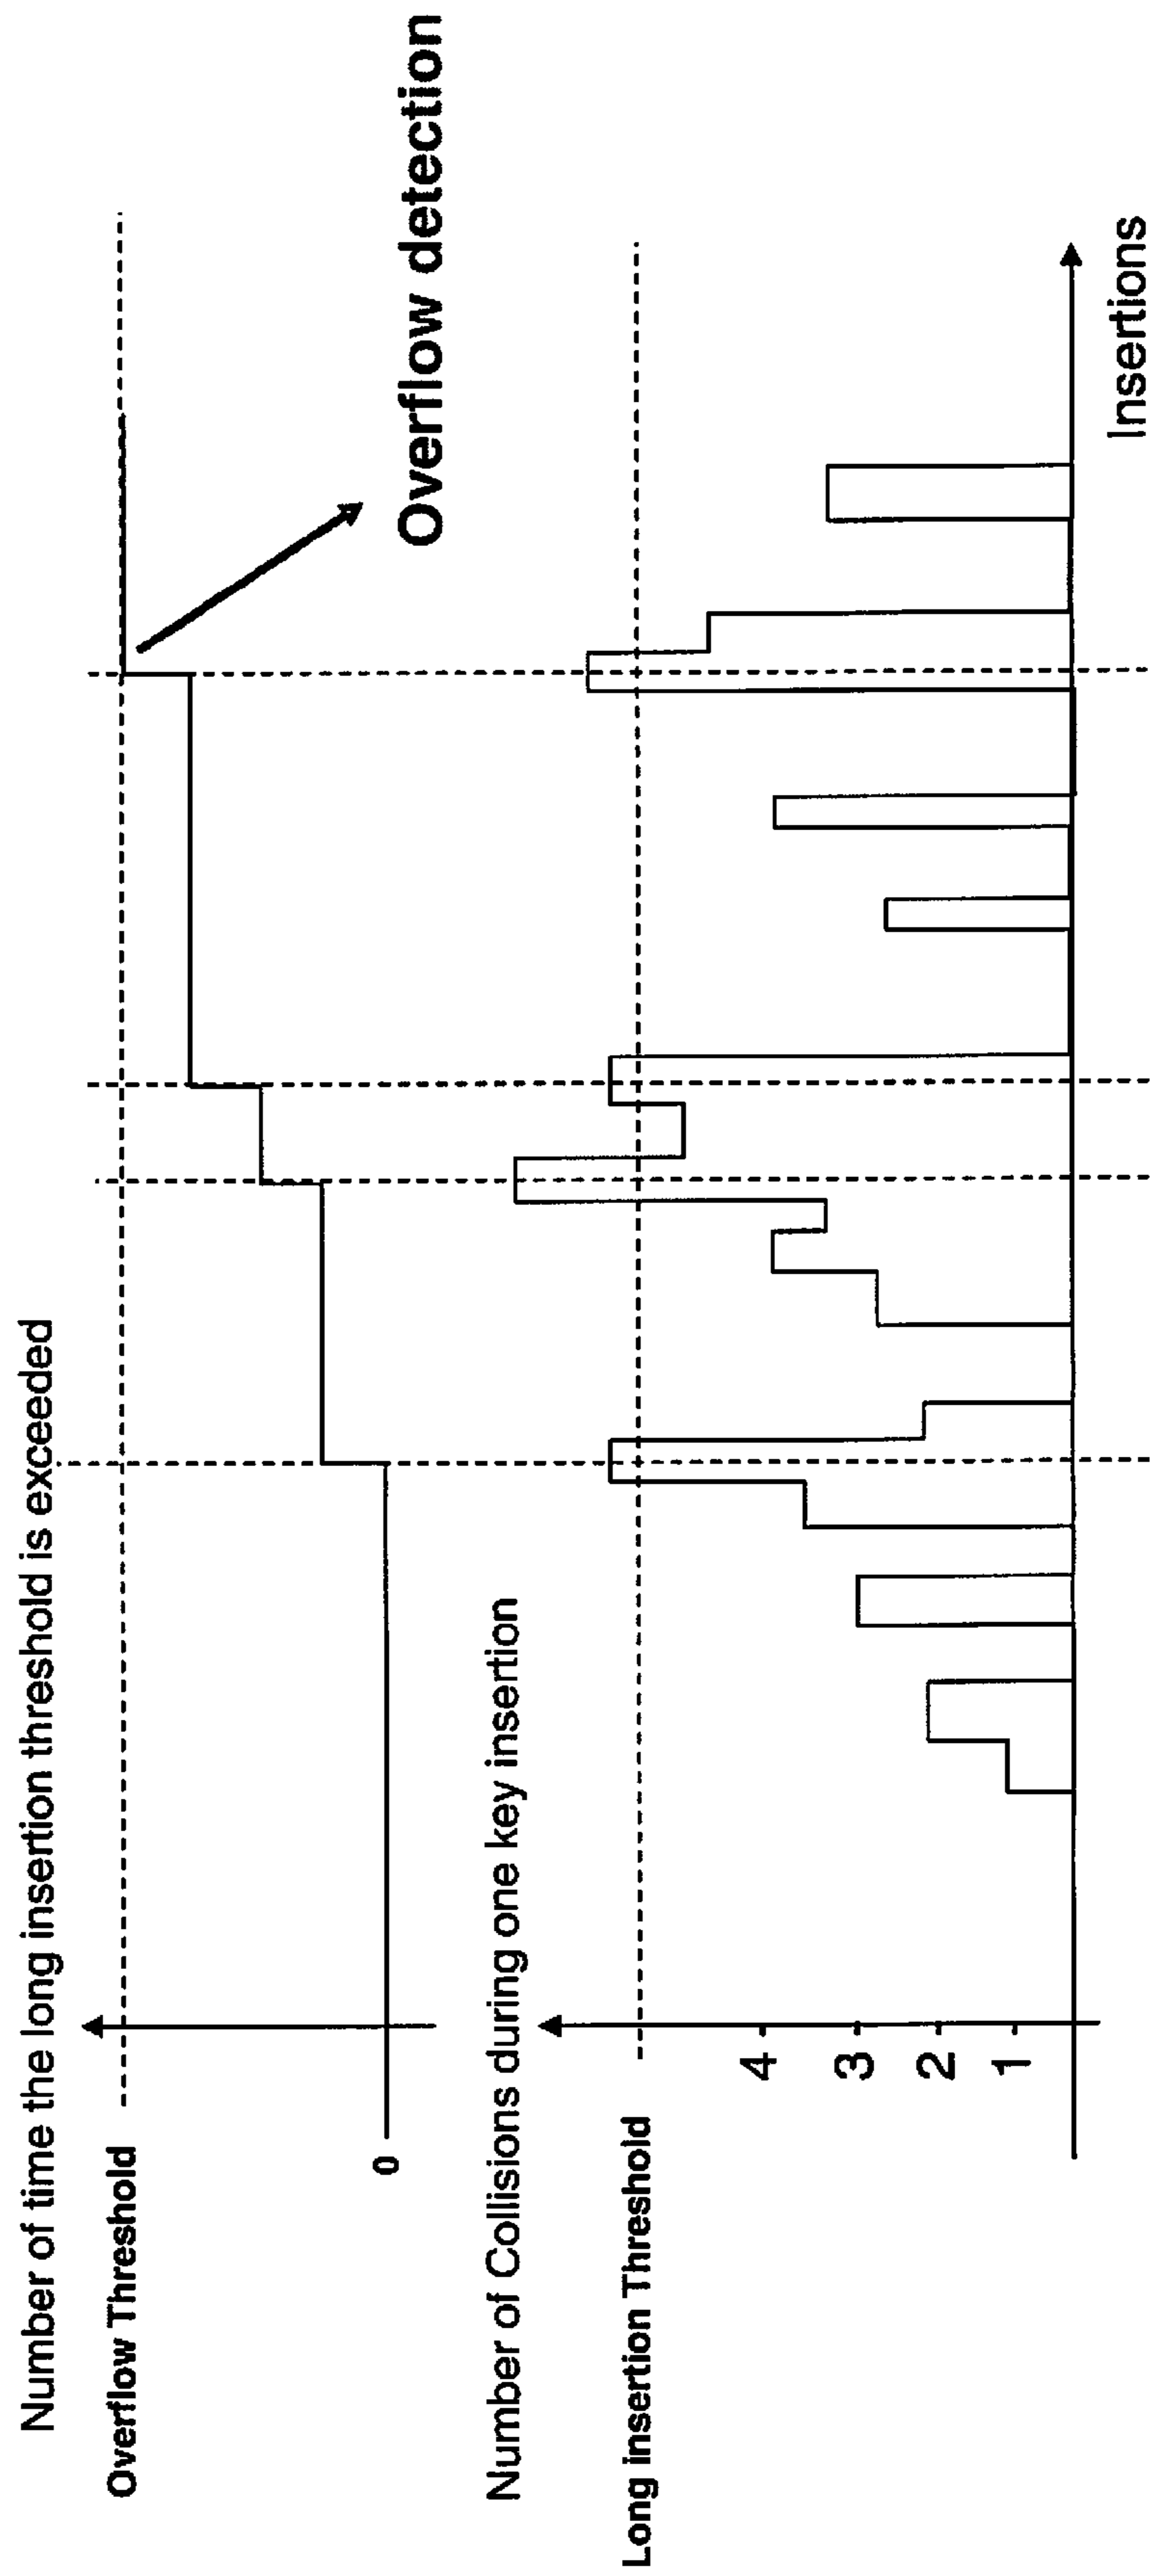 Number of time the long insertion threshold is exceeded
Overflow Threshold
0
Overflow detection
Number of Collisions during one key insertion
Long insertion Threshold
4
3
2
1
Insertions